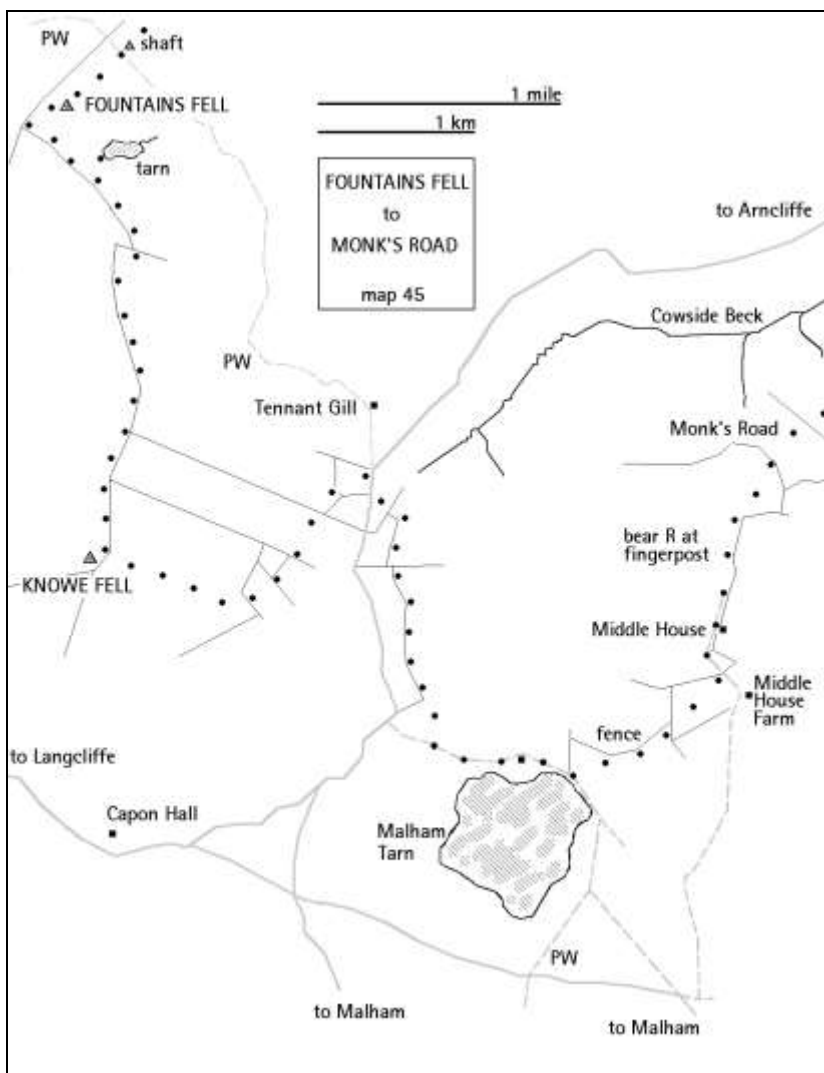 PW
shaft
FOUNTAINS FELL
tarn
1 mile
1 km
FOUNTAINS FELL
to
MONK'S ROAD
map 45
to Arncliffe
Cowside Beck
PW
Tennant Gill
Monk's Road
bear R at
fingerpost
KNOWE FELL
Middle House
Middle
House
Farm
fence
to Langcliffe
Capon Hall
Malham
Tarn
PW
to Malham
to Malham